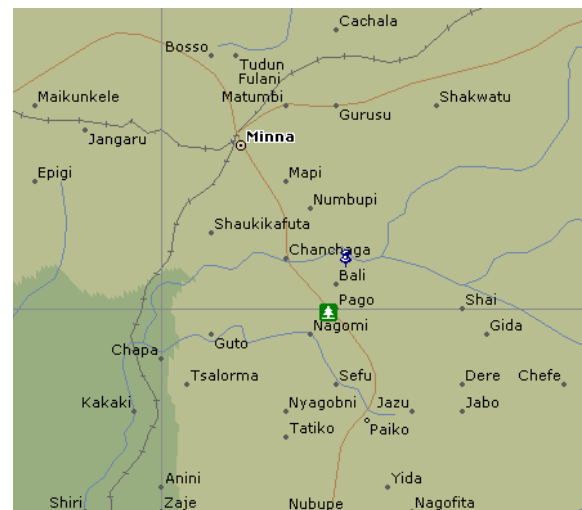 Cachala
Bosso
Tudun
Fulani
Maikunkele
Matumbi
Gurusu
Shakwatu
Jangaru
Minna
Epigi
Mapi
Numbupi
Shaukikafuta
Chanchaga
Bali
Pago
Shai
Nagomi
Gida
Guto
Chapa
Tsalorma
Sefu
Dere
Chefe
Kakaki
Nyagobni
Jazu
Jabo
Tatiko
Paiko
Anini
Yida
Shiri
Zaje
Nubupe
Nagofita